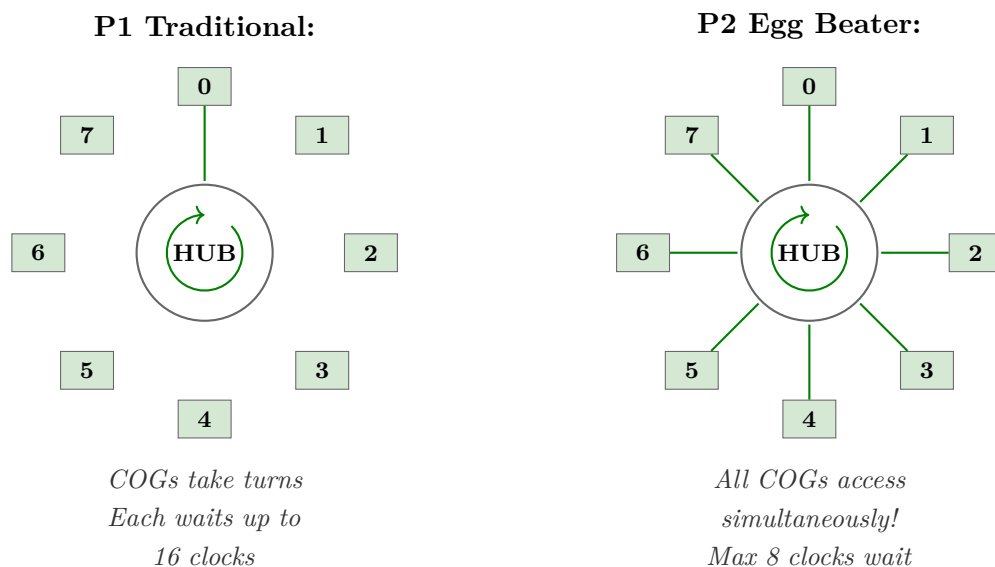 P1 Traditional:
0
7
1
6
HUB
2
5
3
4
COGs take turns
Each waits up to
16 clocks
P2 Egg Beater:
0
7
1
6
HUB
2
5
3
4
All COGs access
simultaneously!
Max 8 clocks wait